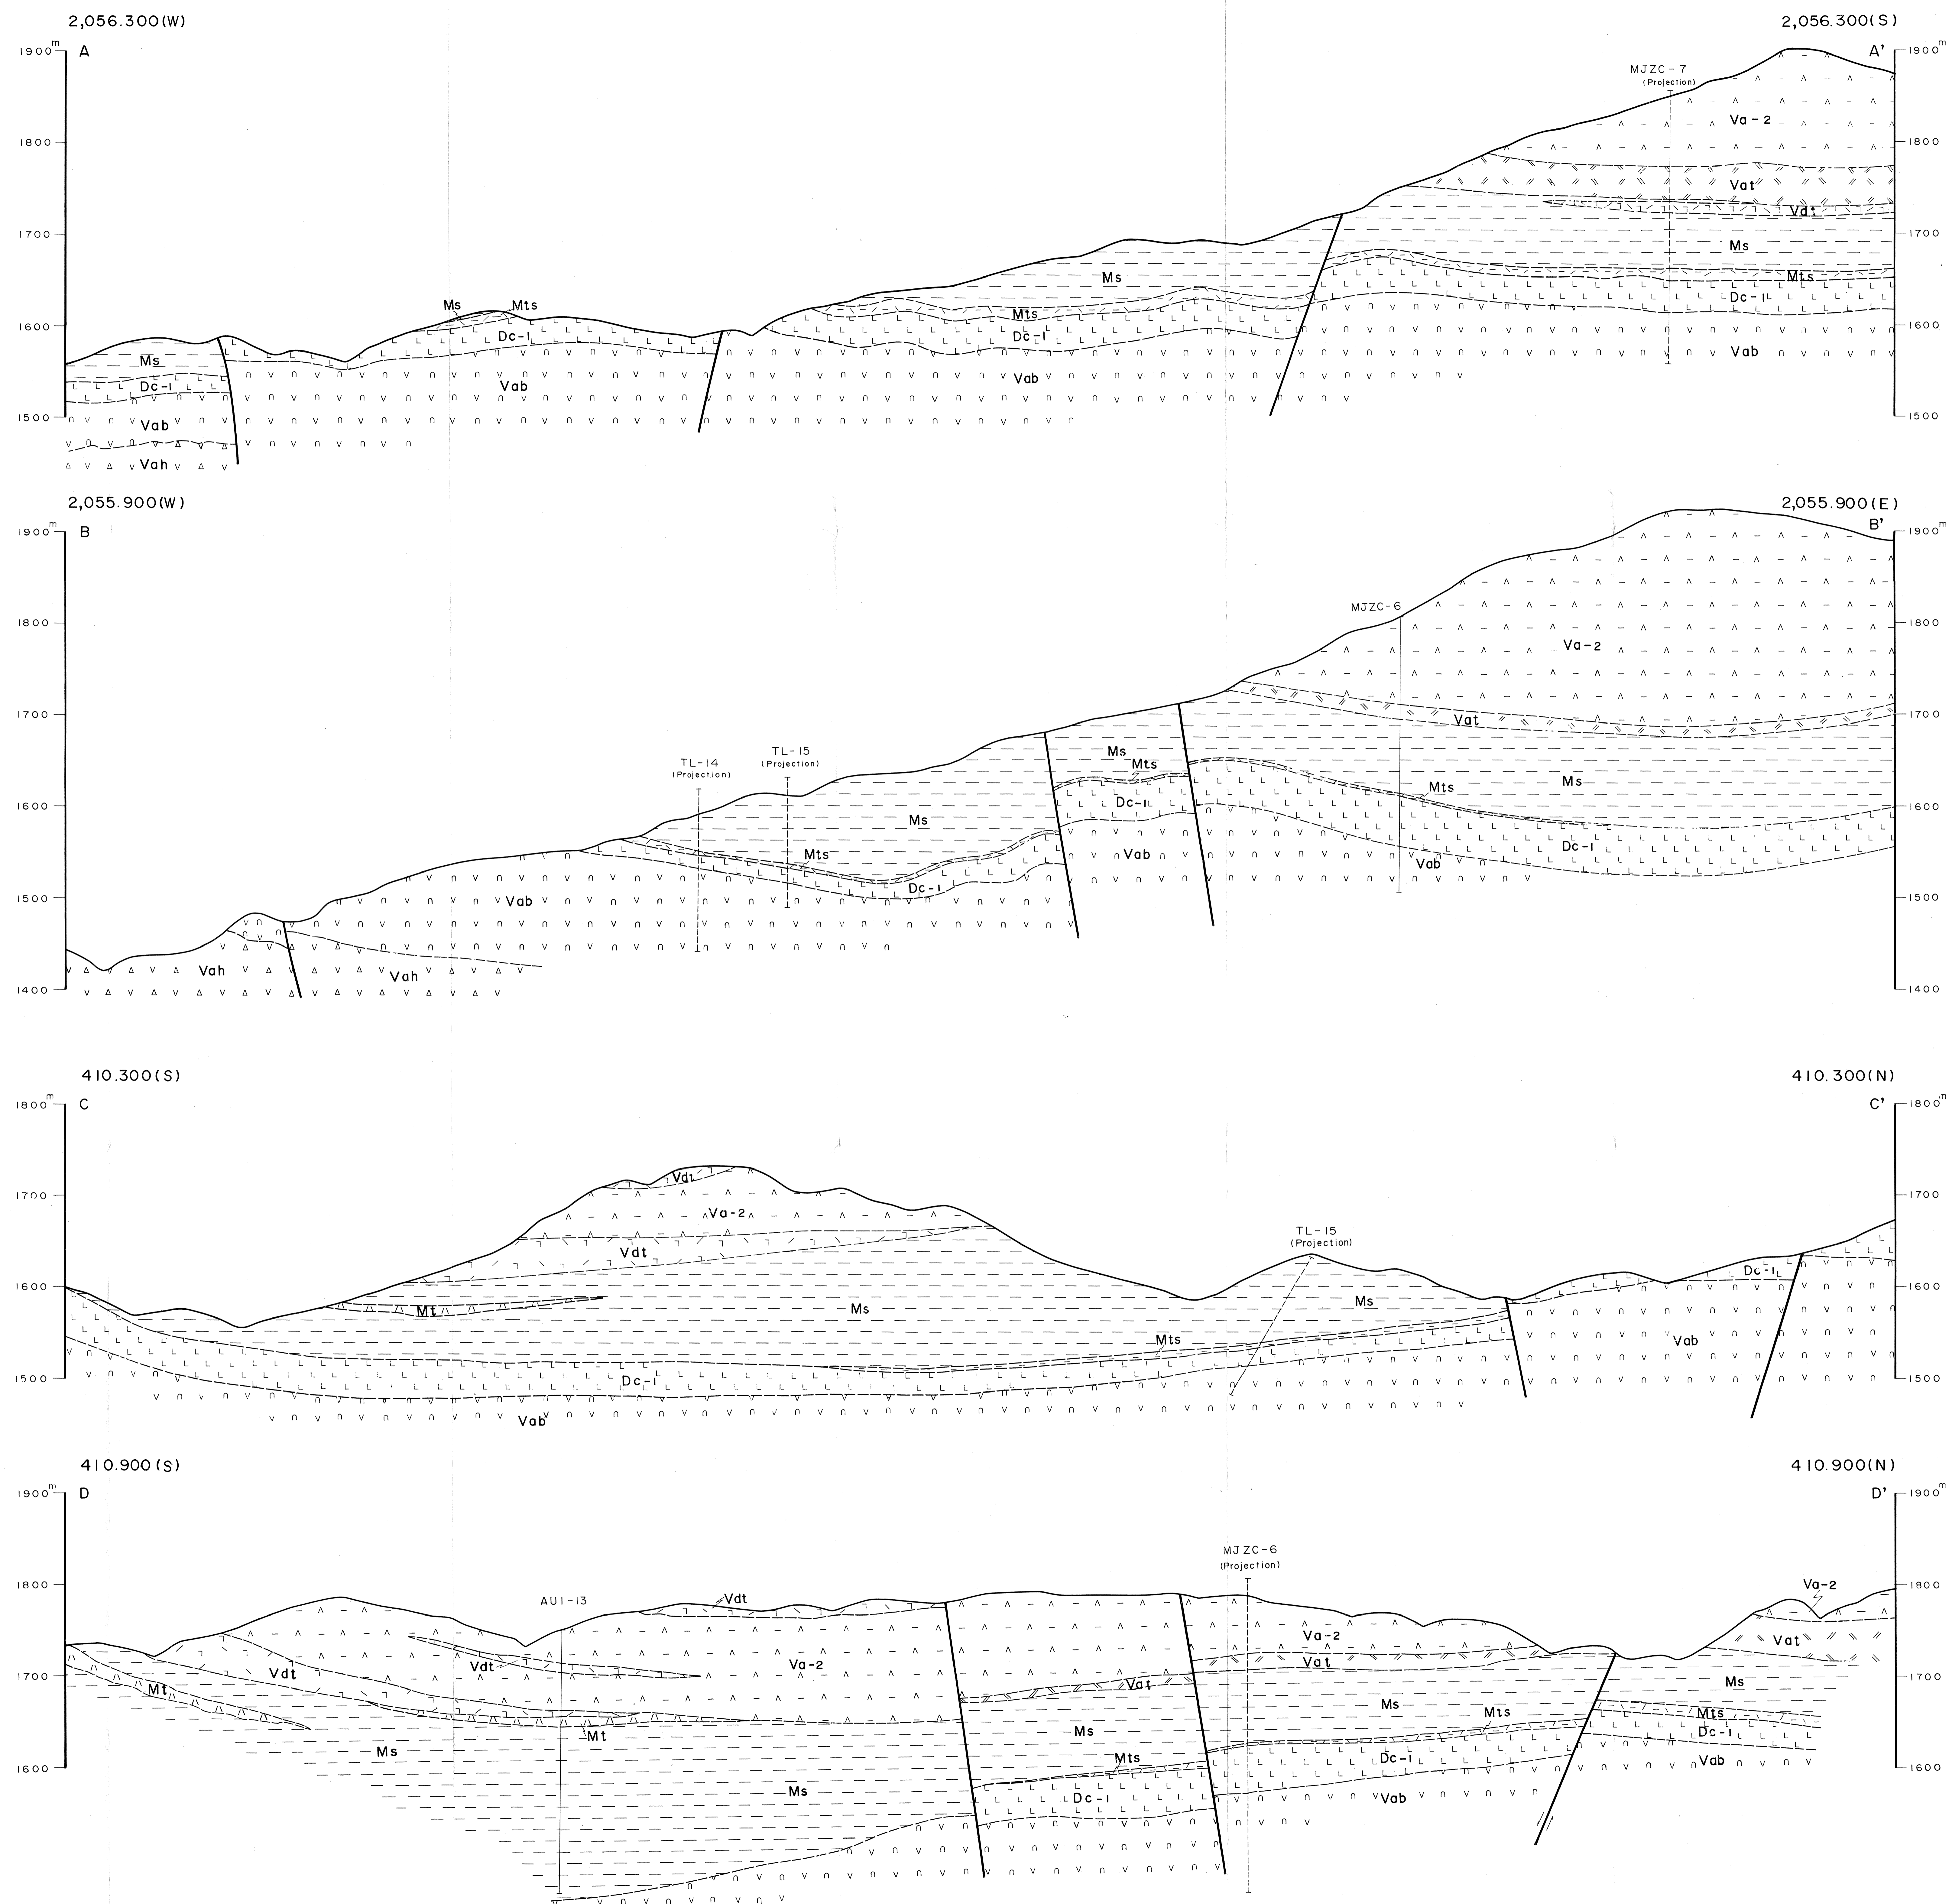 2,056.300(W) 2,056.300(S)
1900m A A' 1900m
MJZC-7
(Projection)
Va-2
1800 1800
Vat
Vdt
1700 1700
Ms
Ms
Mts
Mts
Dc-1
Ms Mts
1600 1600
Mts
Dc-1 Dc-1
Ms
Vab
Dc-1
Vab Vab
1500 1500
Vab
Vah
2,055.900(W) 2,055.900(E)
1900m B B' 1900m
MJZC-6
1800 1800
Va-2
1700 1700
Vat
TL-14
(Projection)
TL-15
(Projection)
Ms
Mts
Ms
Mts
1600 1600
Dc-1
Ms
Mts
Dc-1
Vab
Vab
Dc-1
1500 1500
Vab
Vah
Vah
1400 1400
410.300(S) 410.300(N)
1800m C C' 1800m
Vdt
1700 1700
Va-2
Vdt
TL-15
(Projection)
1600 1600
Dc-1
Mt
Ms
Ms
Mts
Vab
1500 1500
Dc-1
Vab
410.900(S) 410.900(N)
1900m D D' 1900m
MJZC-6
(Projection)
1800 1800
AUI-13
Vdt
Va-2
Va-2
Vat
Vdt
Vdt
Va-2
Vat
1700 1700
Mt
Vat
Ms
Ms
Mts
Mts
Mt
Ms
Dc-1
Ms
Mts
Dc-1
Vab
1600 1600
Ms
Dc-1
Vab